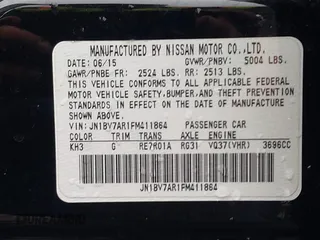 MANUFACTURED BY NISSAN MOTOR CO.,LTD.
DATE: 06/15 GVWR/PNBV: 5004 LBS.
GAWR/PNBE FR: 2524 LBS. RR: 2513 LBS.
THIS VEHICLE CONFORMS TO ALL APPLICABLE FEDERAL
MOTOR VEHICLE SAFETY,BUMPER,AND THEFT PREVENTION
STANDARDS IN EFFECT ON THE DATE OF MANUFACTURE
SHOWN ABOVE.
VIN: JN1BV7AR1FM411864 PASSENGER CAR
COLOR TRIM TRANS AXLE ENGINE
KH3 G RE7R01A RG31 VQ37(VHR) 3696CC
JN1BV7AR1FM411864